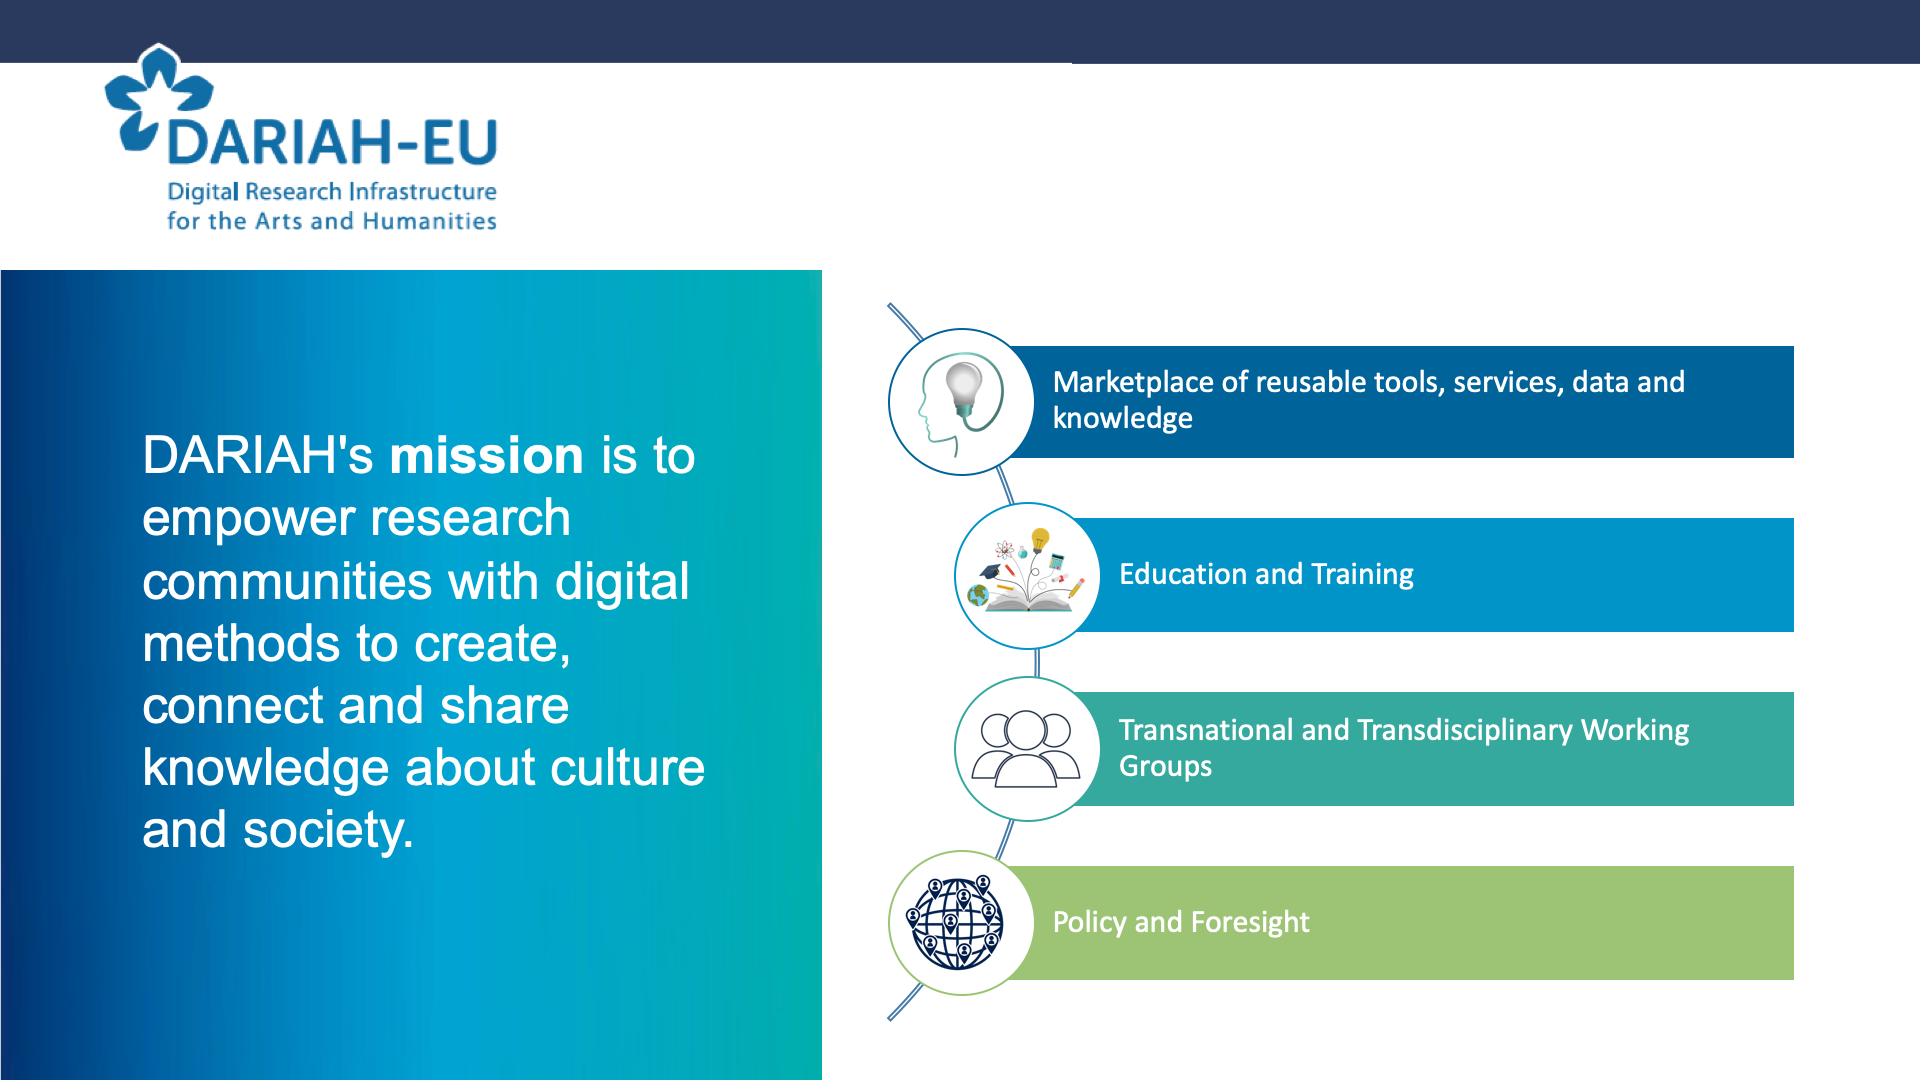 DARIAH-EU
Digital Research Infrastructure
for the Arts and Humanities
DARIAH's mission is to
empower research
communities with digital
methods to create,
connect and share
knowledge about culture
and society.
Marketplace of reusable tools, services, data and
knowledge
Education and Training
Transnational and Transdisciplinary Working
Groups
Policy and Foresight